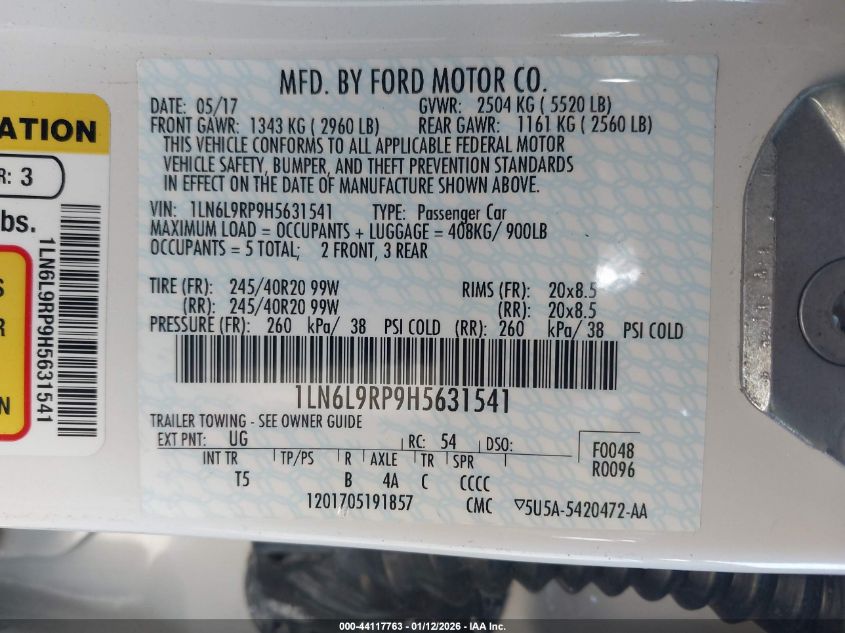 ATION
R: 3
bs.
S
R
N
1LN6L9RP9H5631541
MFD. BY FORD MOTOR CO.
DATE: 05/17 GVWR: 2504 KG ( 5520 LB)
FRONT GAWR: 1343 KG ( 2960 LB) REAR GAWR: 1161 KG ( 2560 LB)
THIS VEHICLE CONFORMS TO ALL APPLICABLE FEDERAL MOTOR
VEHICLE SAFETY, BUMPER, AND THEFT PREVENTION STANDARDS
IN EFFECT ON THE DATE OF MANUFACTURE SHOWN ABOVE.
VIN: 1LN6L9RP9H5631541 TYPE: Passenger Car
MAXIMUM LOAD = OCCUPANTS + LUGGAGE = 408KG/ 900LB
OCCUPANTS = 5 TOTAL; 2 FRONT, 3 REAR
TIRE (FR): 245/40R20 99W RIMS (FR): 20x8.5
(RR): 245/40R20 99W (RR): 20x8.5
PRESSURE (FR): 260 kPa/ 38 PSI COLD (RR): 260 kPa/ 38 PSI COLD
1LN6L9RP9H5631541
TRAILER TOWING - SEE OWNER GUIDE
EXT PNT: UG RC: 54 DSO: F0048
R0096
INT TR TP/PS R AXLE TR SPR
T5 B 4A C CCCC
1201705191857 CMC ▽5U5A-5420472-AA
000-44117763 - 01/12/2026 - IAA Inc.